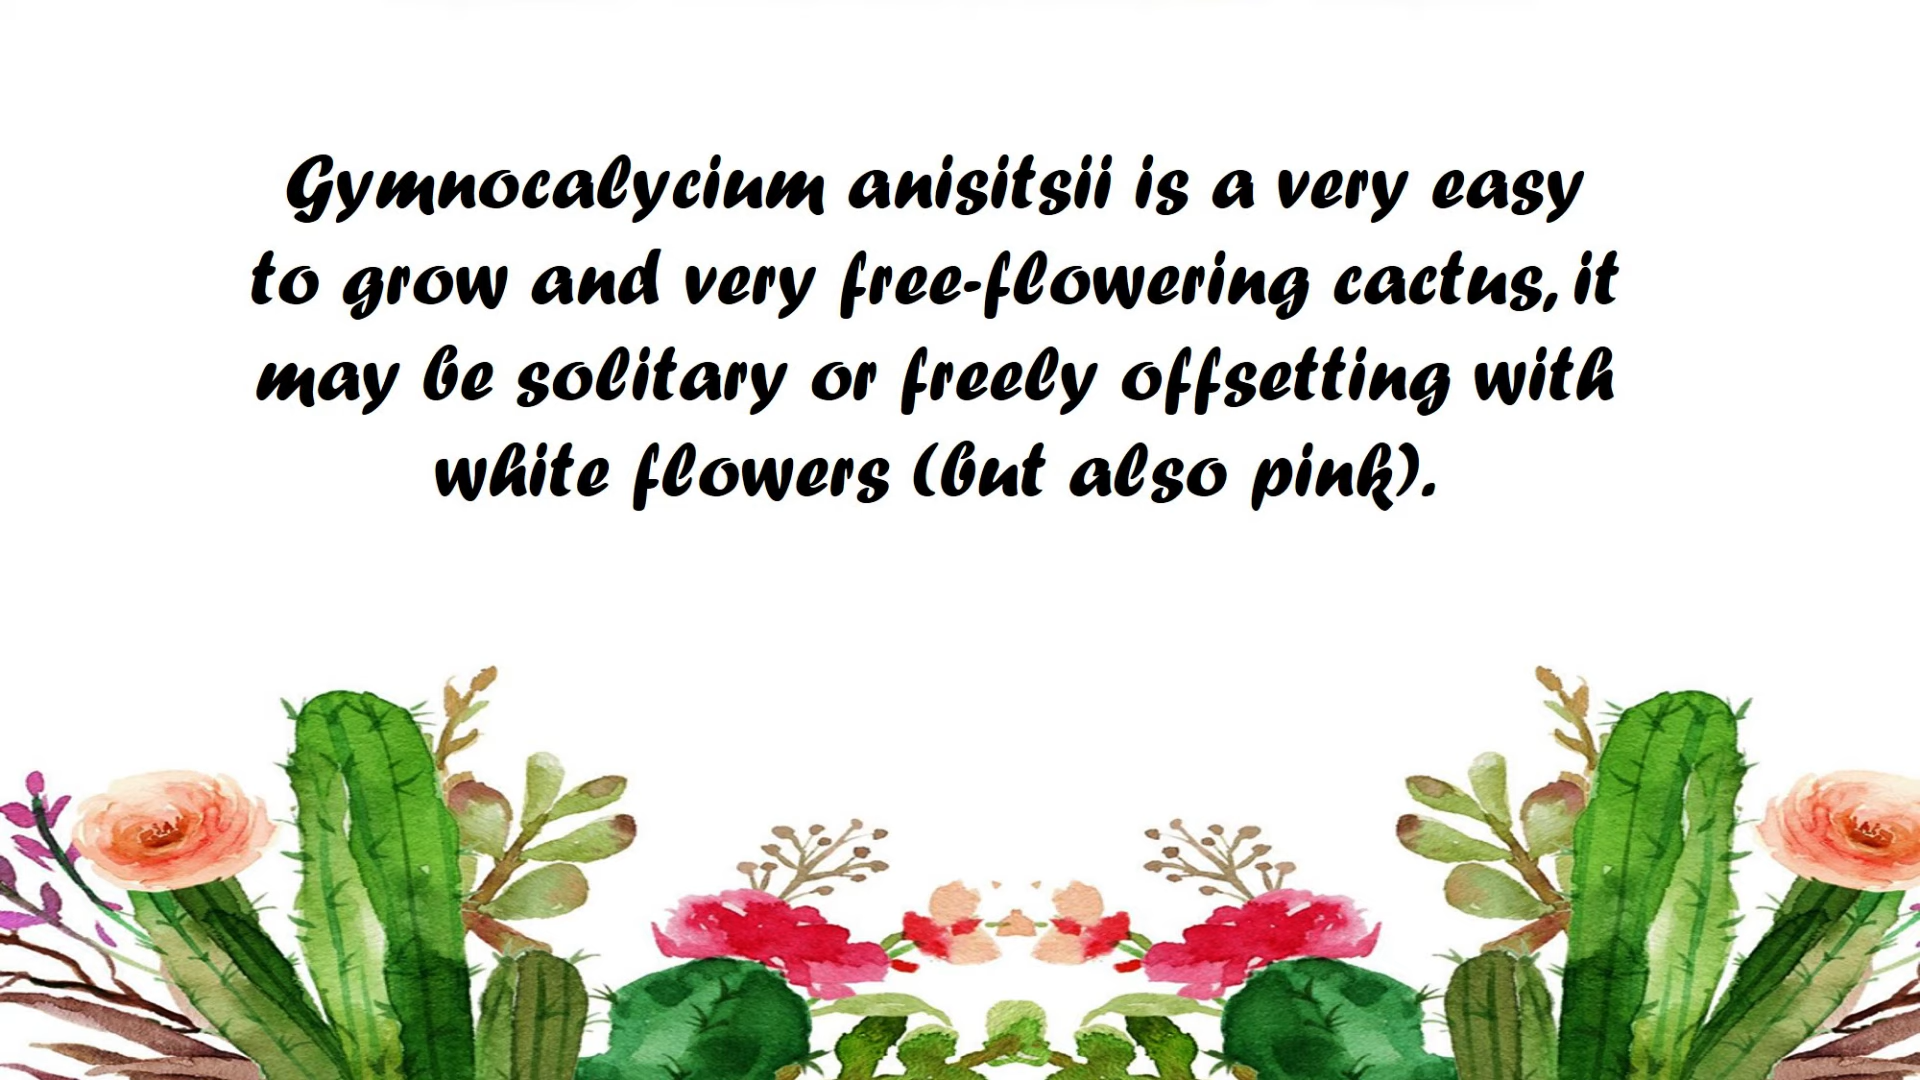 Gymnocalycium anisitsii is a very easy
to grow and very free-flowering cactus, it
may be solitary or freely offsetting with
white flowers (but also pink).